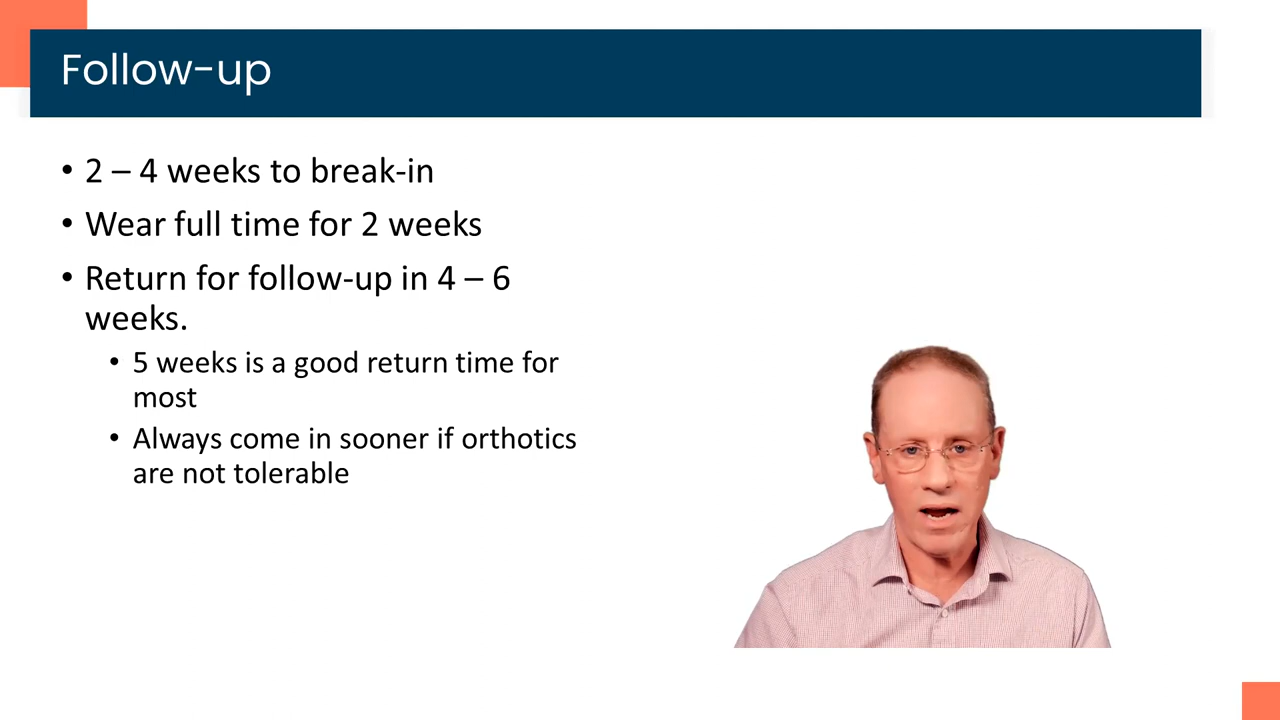 Follow-up
• 2 – 4 weeks to break-in
• Wear full time for 2 weeks
• Return for follow-up in 4 – 6
weeks.
• 5 weeks is a good return time for
most
• Always come in sooner if orthotics
are not tolerable